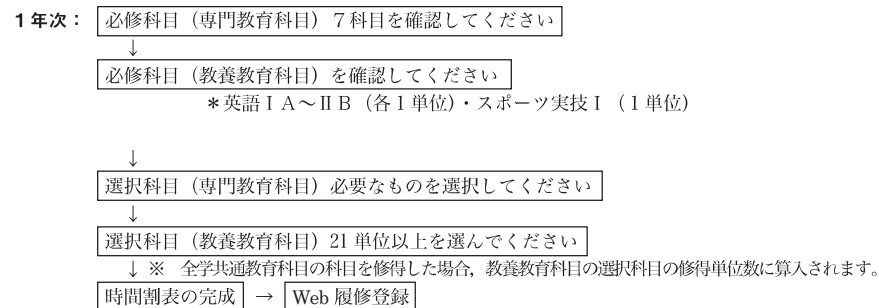 1年次： 必修科目（専門教育科目）７科目を確認してください
↓
必修科目（教養教育科目）を確認してください
＊英語ⅠＡ～ⅡＢ（各１単位）・スポーツ実技Ⅰ（１単位）
↓
選択科目（専門教育科目）必要なものを選択してください
↓
選択科目（教養教育科目）21単位以上を選んでください
↓ ※ 全学共通教育科目の科目を修得した場合，教養教育科目の選択科目の修得単位数に算入されます。
時間割表の完成 → Web 履修登録